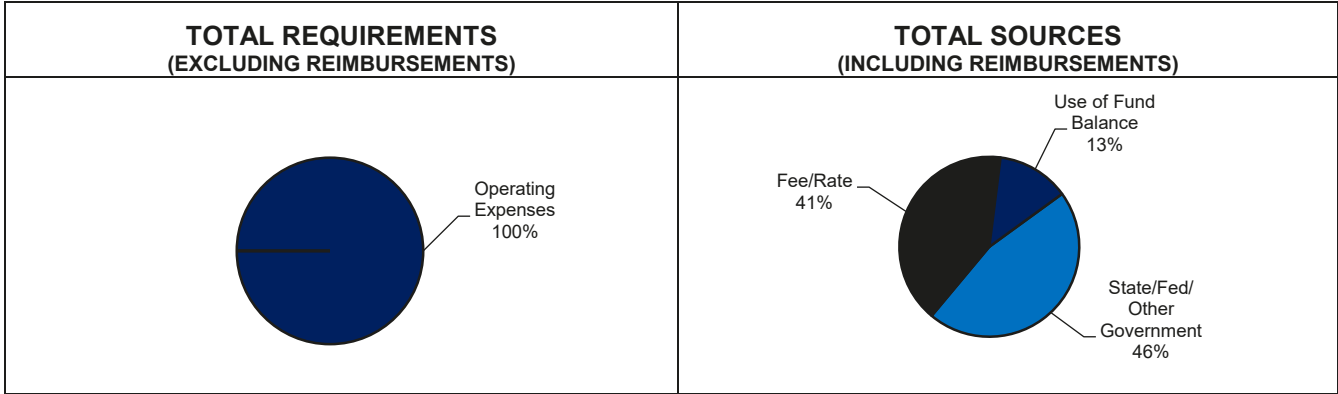 TOTAL REQUIREMENTS
(EXCLUDING REIMBURSEMENTS)
TOTAL SOURCES
(INCLUDING REIMBURSEMENTS)
Operating
Expenses
100%
Use of Fund
Balance
13%
Fee/Rate
41%
State/Fed/
Other
Government
46%